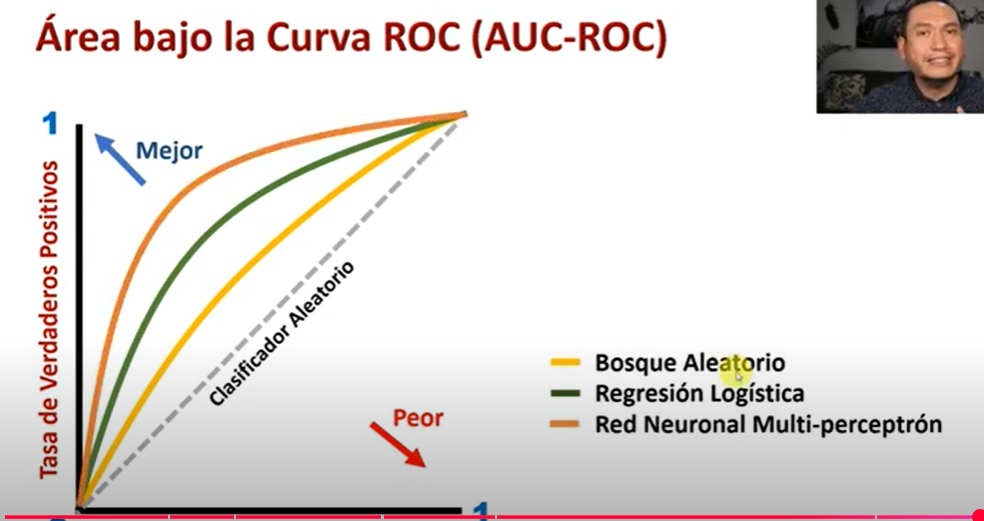 Área bajo la Curva ROC (AUC-ROC)
1
Mejor
Tasa de Verdaderos Positivos
Clasificador Aleatorio
Peor
1
Bosque Aleatorio
Regresión Logística
Red Neuronal Multi-perceptrón